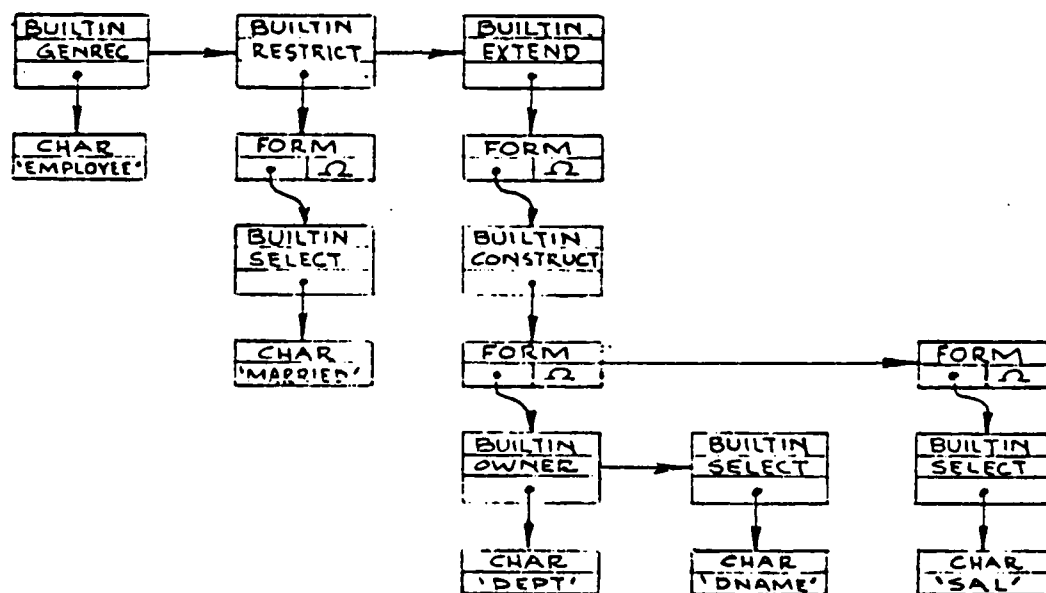 BUILTIN
GENREC
BUILTIN
RESTRICT
BUILTIN
EXTEND
CHAR
'EMPLOYEE'
FORM
Ω
FORM
Ω
BUILTIN
SELECT
BUILTIN
CONSTRUCT
CHAR
'MARRIED'
FORM
Ω
FORM
Ω
BUILTIN
OWNER
BUILTIN
SELECT
BUILTIN
SELECT
CHAR
'DEPT'
CHAR
'DNAME'
CHAR
'SAL'